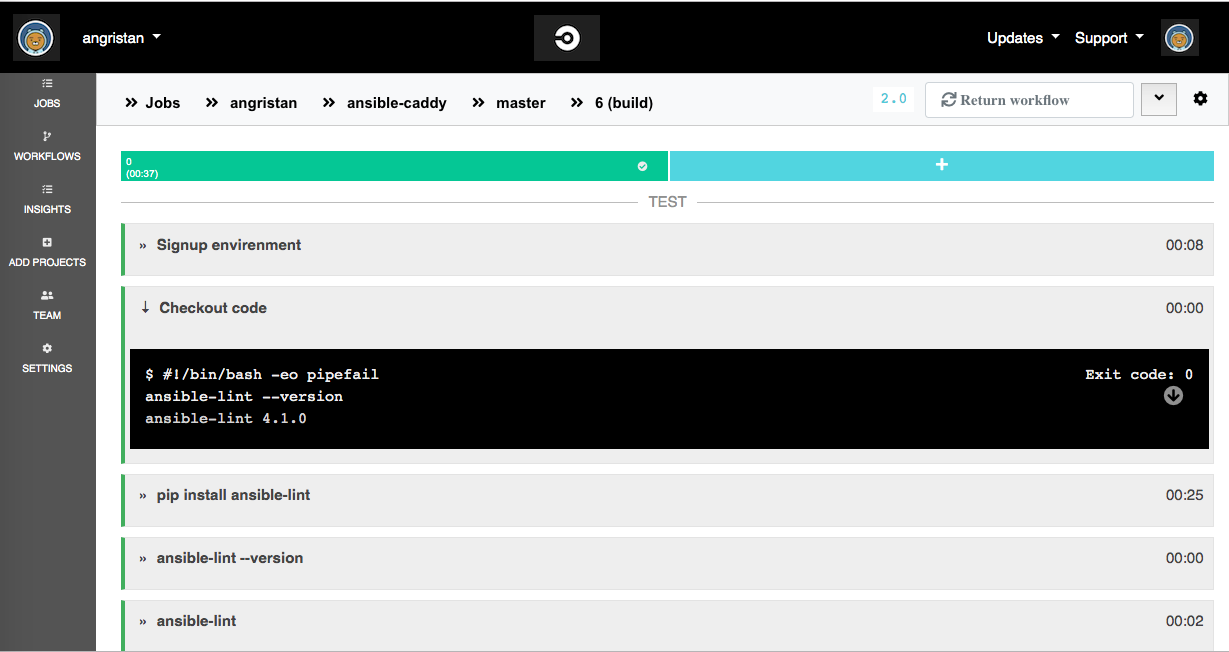 angristan
Updates
Support
JOBS
WORKFLOWS
INSIGHTS
ADD PROJECTS
TEAM
SETTINGS
» Jobs » angristan » ansible-caddy » master » 6 (build)
2.0
Return workflow
0
(00:37)
+
TEST
» Signup envirenment 00:08
↓ Checkout code 00:00
$ #!/bin/bash -eo pipefail Exit code: 0
ansible-lint --version
ansible-lint 4.1.0
» pip install ansible-lint 00:25
» ansible-lint --version 00:00
» ansible-lint 00:02